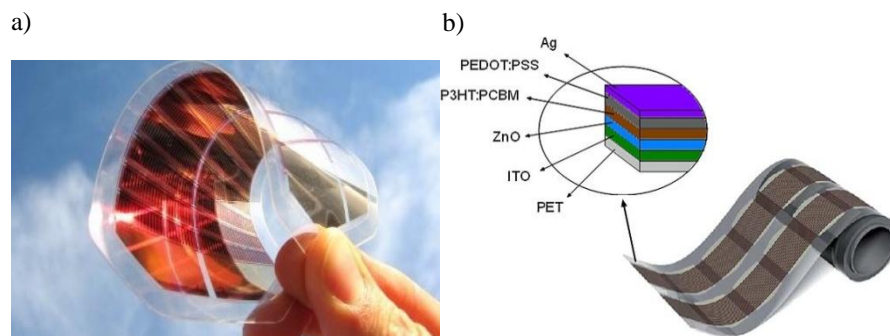 a)
b)
Ag
PEDOT:PSS
P3HT:PCBM
ZnO
ITO
PET